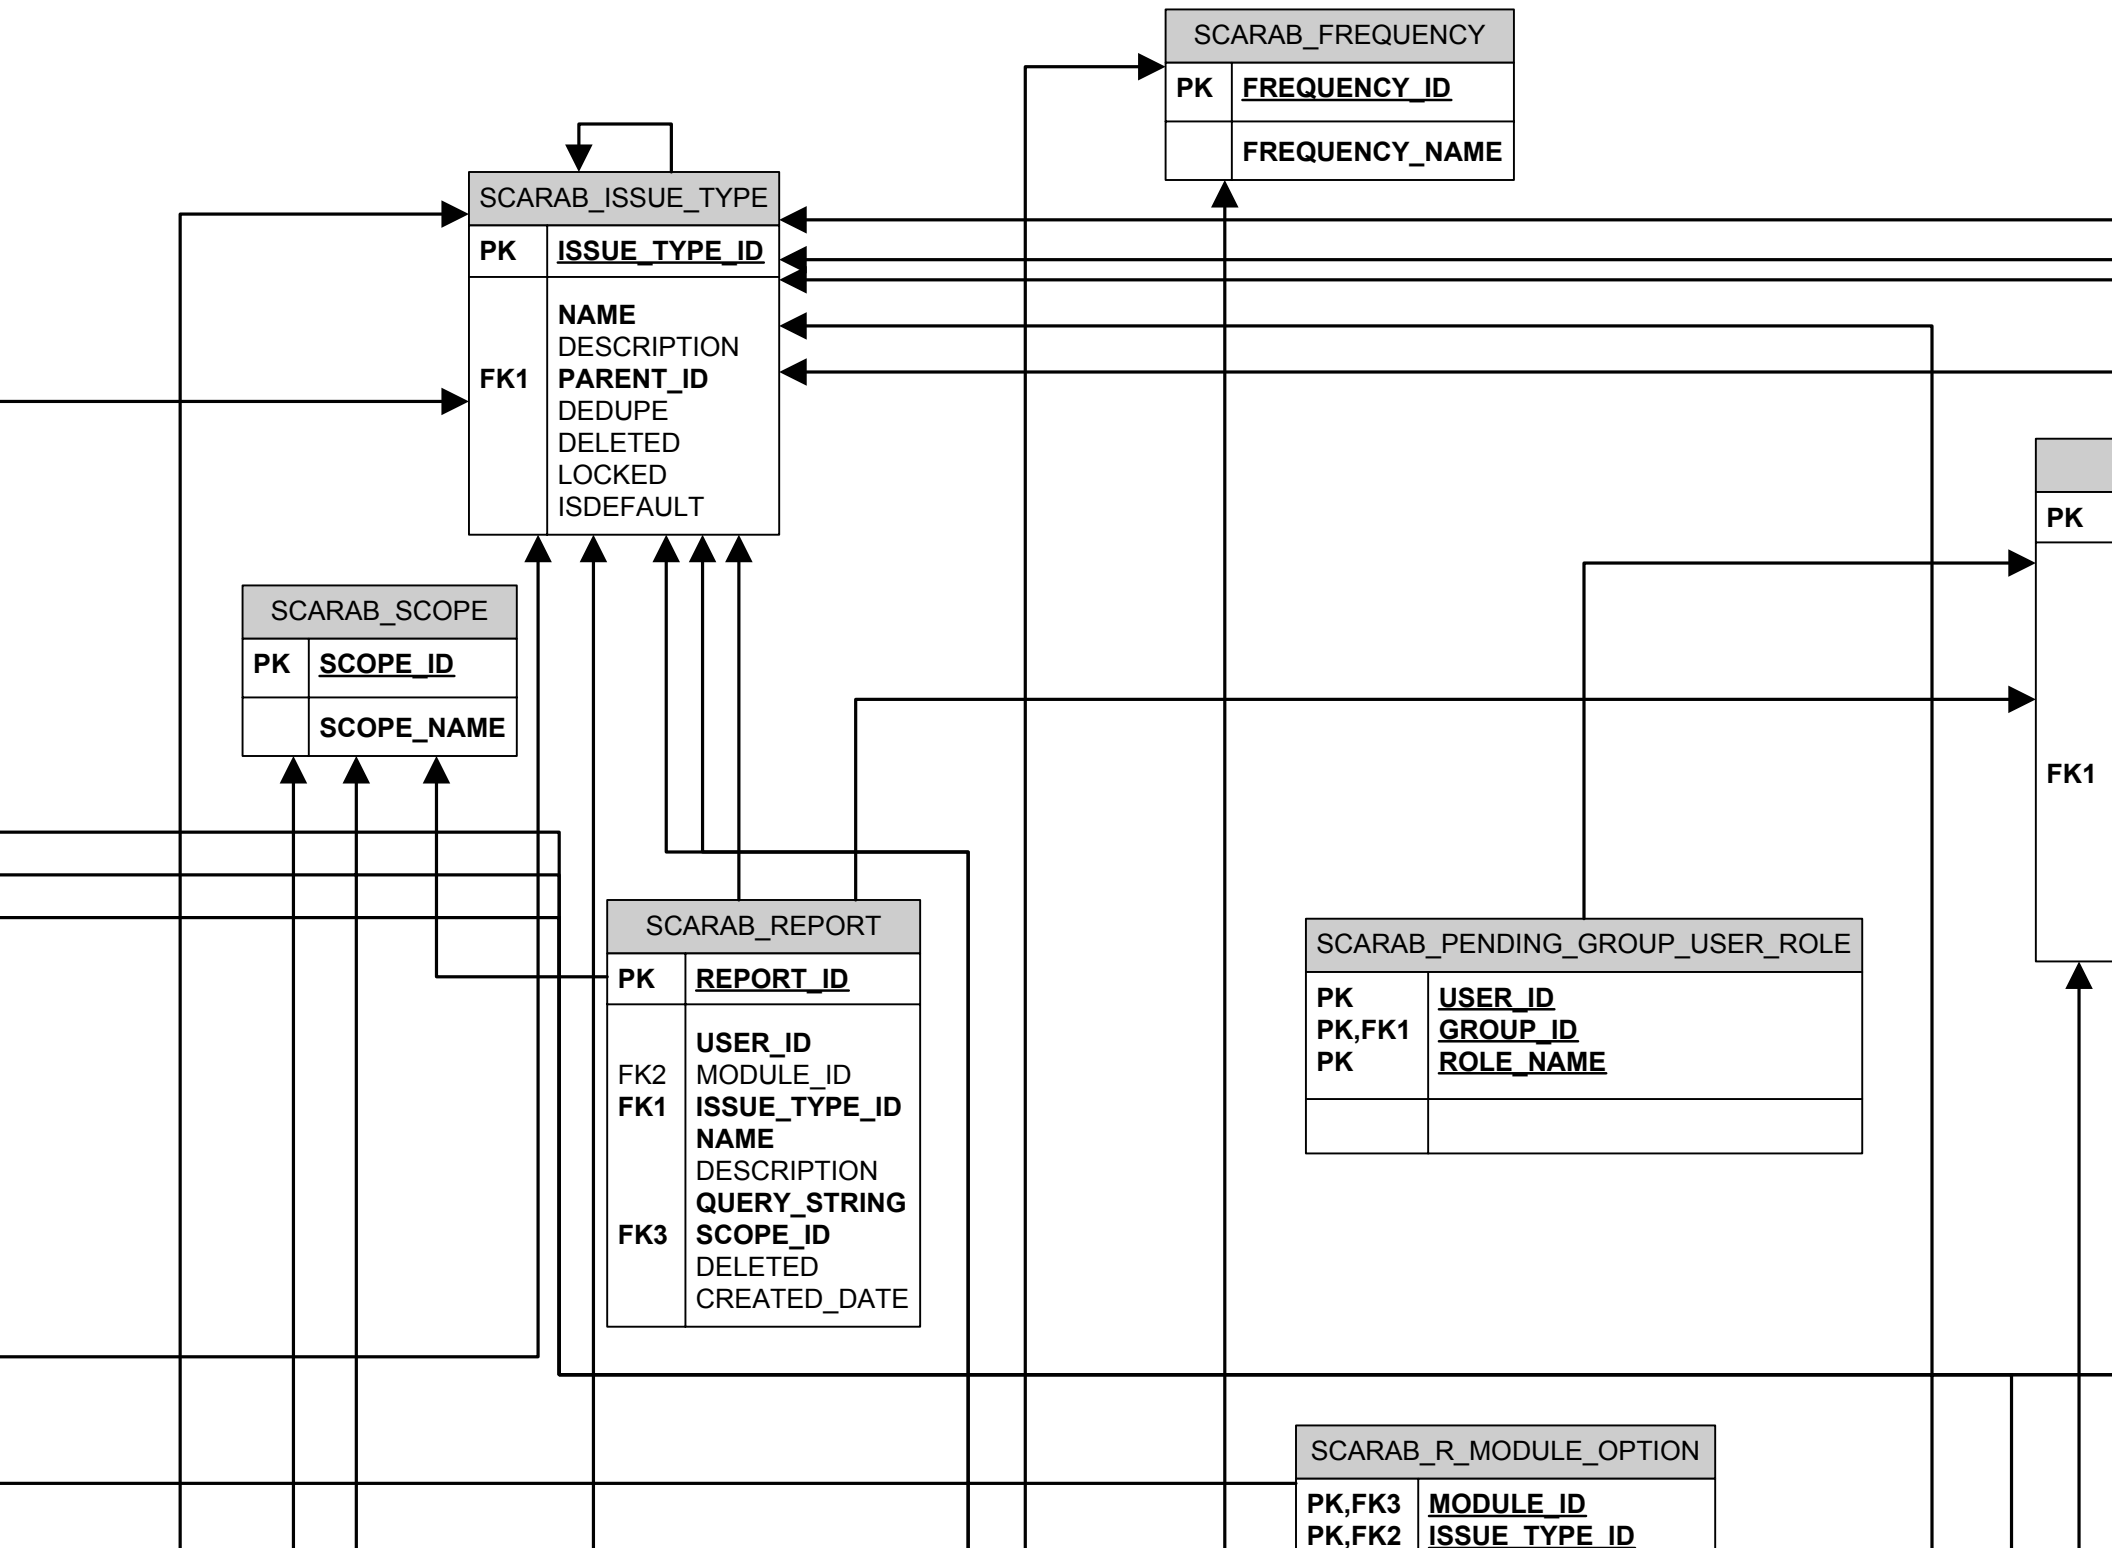 SCARAB_FREQUENCY
PK FREQUENCY_ID
FREQUENCY_NAME
SCARAB_ISSUE_TYPE
PK ISSUE_TYPE_ID
NAME
DESCRIPTION
FK1 PARENT_ID
DEDUPE
DELETED
LOCKED
ISDEFAULT
PK
FK1
SCARAB_SCOPE
PK SCOPE_ID
SCOPE_NAME
SCARAB_REPORT
PK REPORT_ID
USER_ID
FK2 MODULE_ID
FK1 ISSUE_TYPE_ID
NAME
DESCRIPTION
QUERY_STRING
FK3 SCOPE_ID
DELETED
CREATED_DATE
SCARAB_PENDING_GROUP_USER_ROLE
PK USER_ID
PK,FK1 GROUP_ID
PK ROLE_NAME
SCARAB_R_MODULE_OPTION
PK,FK3 MODULE_ID
PK,FK2 ISSUE_TYPE_ID